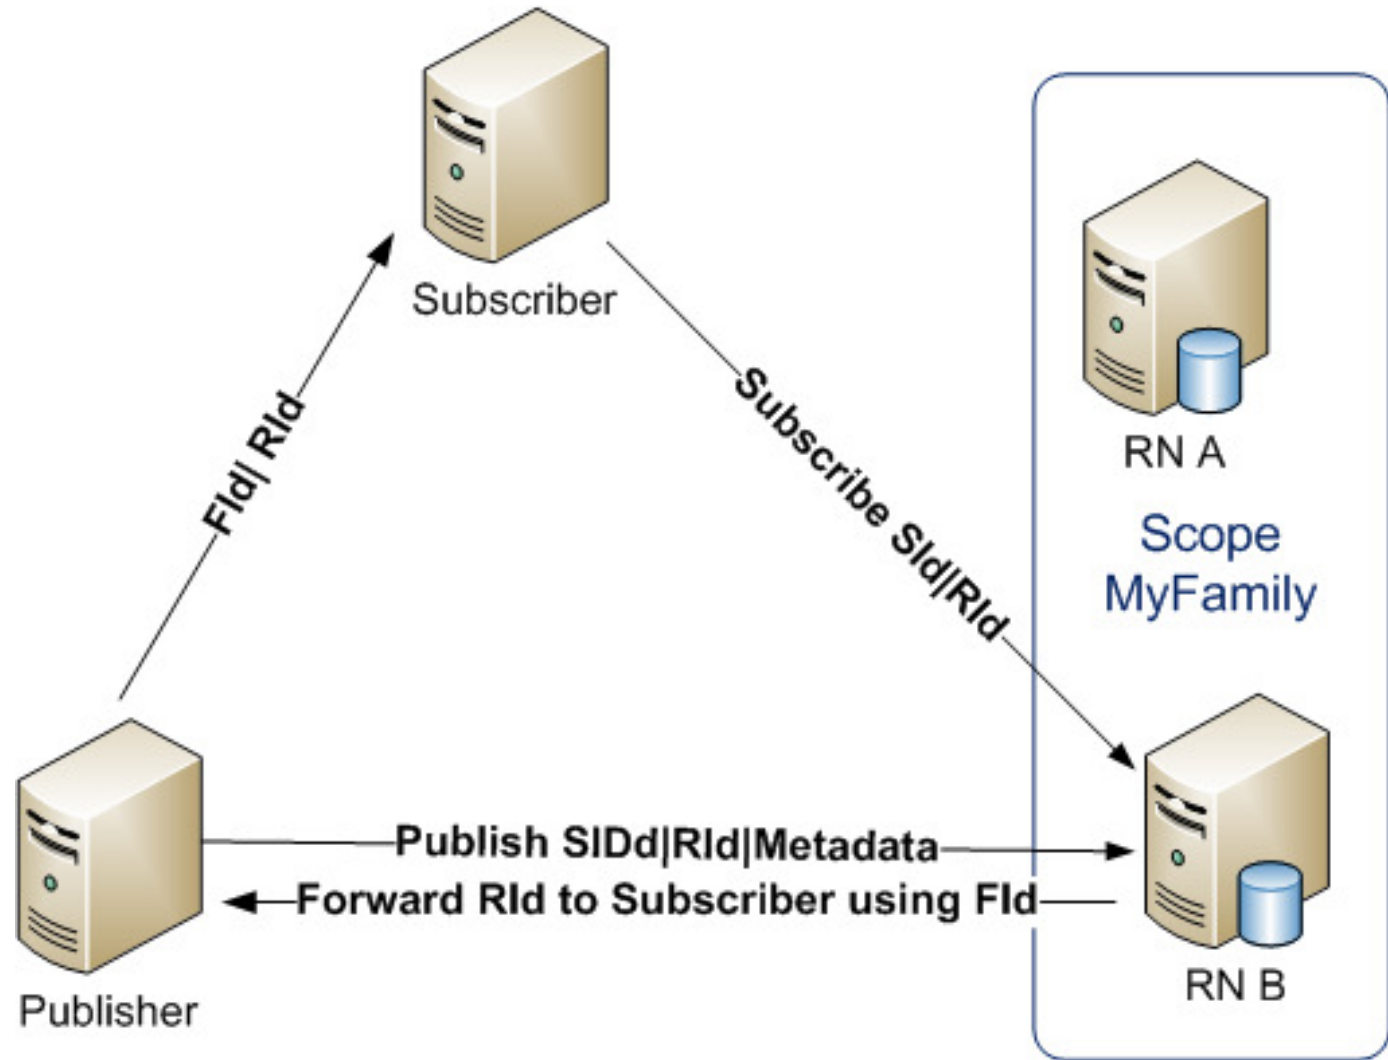 Subscriber
FId| RId
Subscribe SId||RId
RN A
Scope
MyFamily
Publish SIDd|RId|Metadata
Forward RId to Subscriber using FId
RN B
Publisher